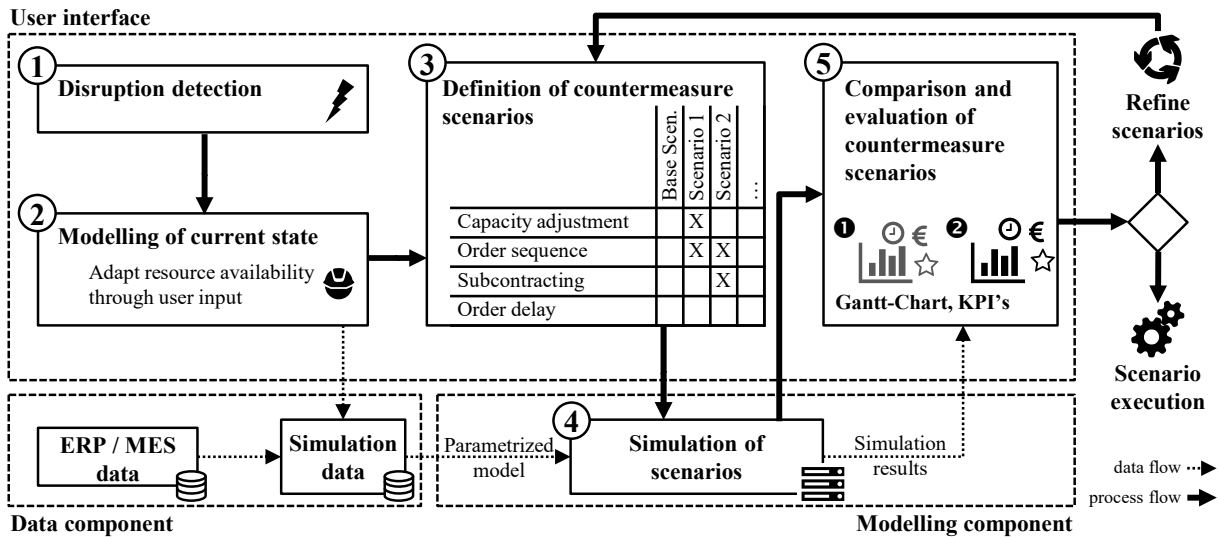 User interface
1
Disruption detection
2
Modelling of current state
Adapt resource availability
through user input
3
Definition of countermeasure
scenarios
Base Scen.
Scenario 1
Scenario 2
…
Capacity adjustment X
Order sequence X X
Subcontracting X
Order delay
5
Comparison and
evaluation of
countermeasure
scenarios
❶ € ❷ €
Gantt-Chart, KPI's
Refine
scenarios
Scenario
execution
ERP / MES
data
Simulation
data
Parametrized
model
4
Simulation of
scenarios
Simulation
results
data flow
process flow
Data component
Modelling component